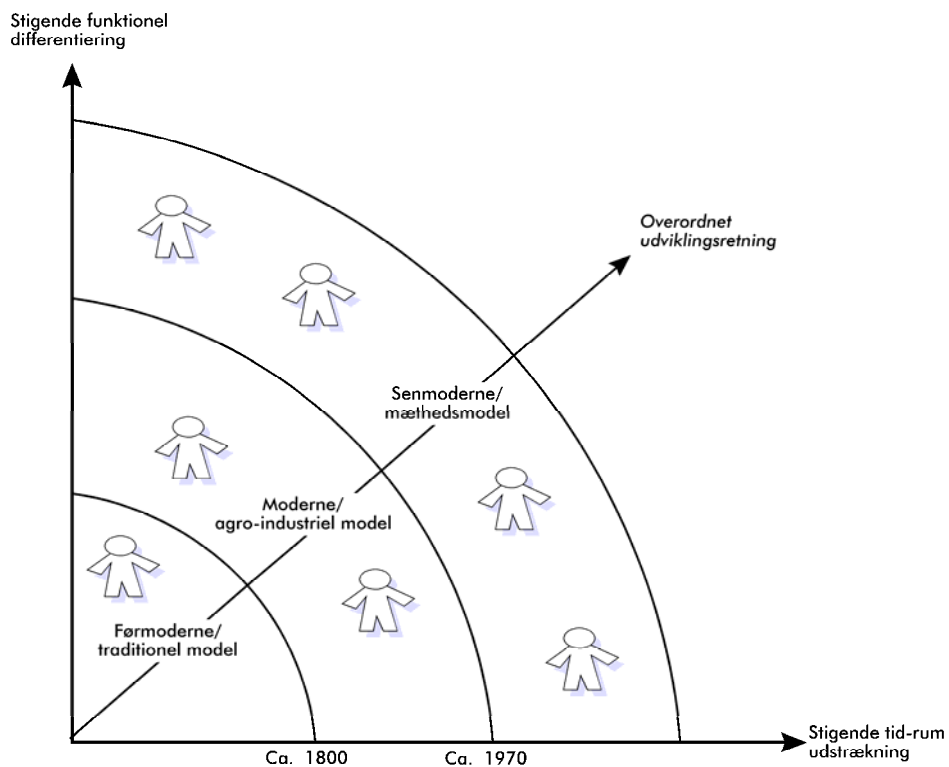 Stigende funktionel
differentiering
Overordnet
udviklingsretning
Senmoderne/
mæthedsmodel
Moderne/
agro-industriel model
Førmoderne/
traditionel model
Stigende tid-rum
udstrækning
Ca. 1800
Ca. 1970